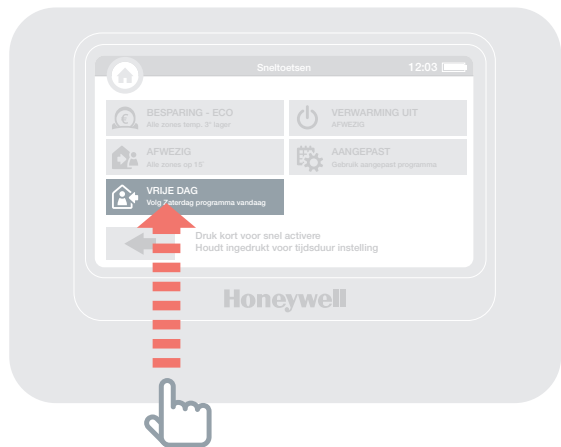 Sneltoetsen
12:03
BESPARING - ECO
Alle zones temp. 3° lager
VERWARMING UIT
AFWEZIG
AFWEZIG
Alle zones op 15°
AANGEPAST
Gebruik aangepast programma
VRIJE DAG
Volg Zaterdag programma vandaag
Druk kort voor snel activere
Houdt ingedrukt voor tijdsduur instelling
Honeywell